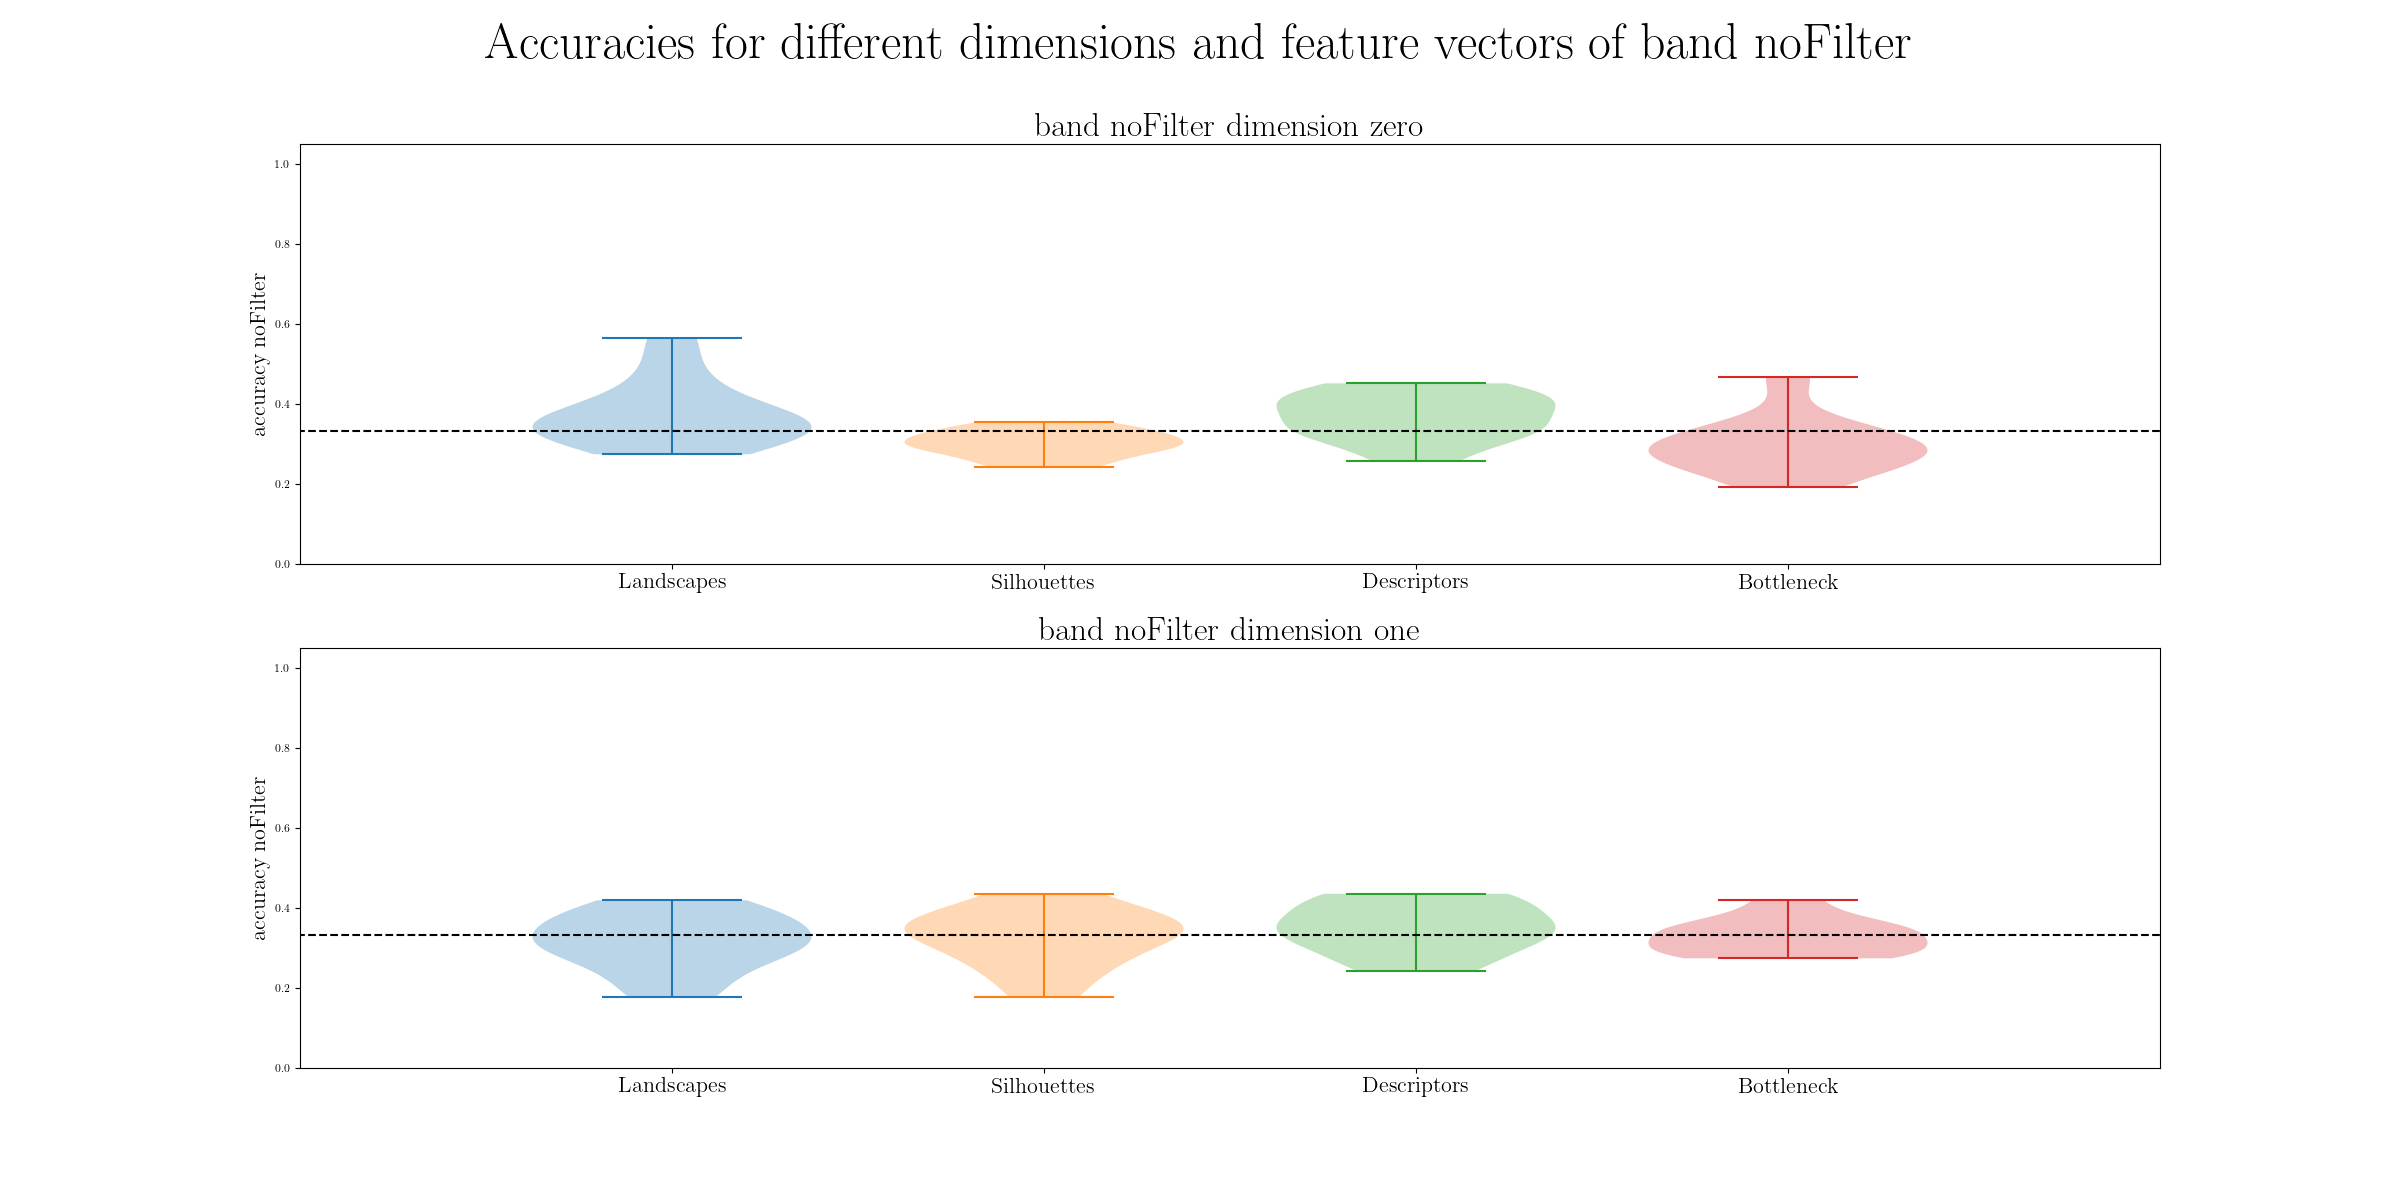 Accuracies for different dimensions and feature vectors of band noFilter
band noFilter dimension zero
accuracy noFilter
1.0
0.8
0.6
0.4
0.2
0.0
Landscapes Silhouettes Descriptors Bottleneck
band noFilter dimension one
accuracy noFilter
1.0
0.8
0.6
0.4
0.2
0.0
Landscapes Silhouettes Descriptors Bottleneck